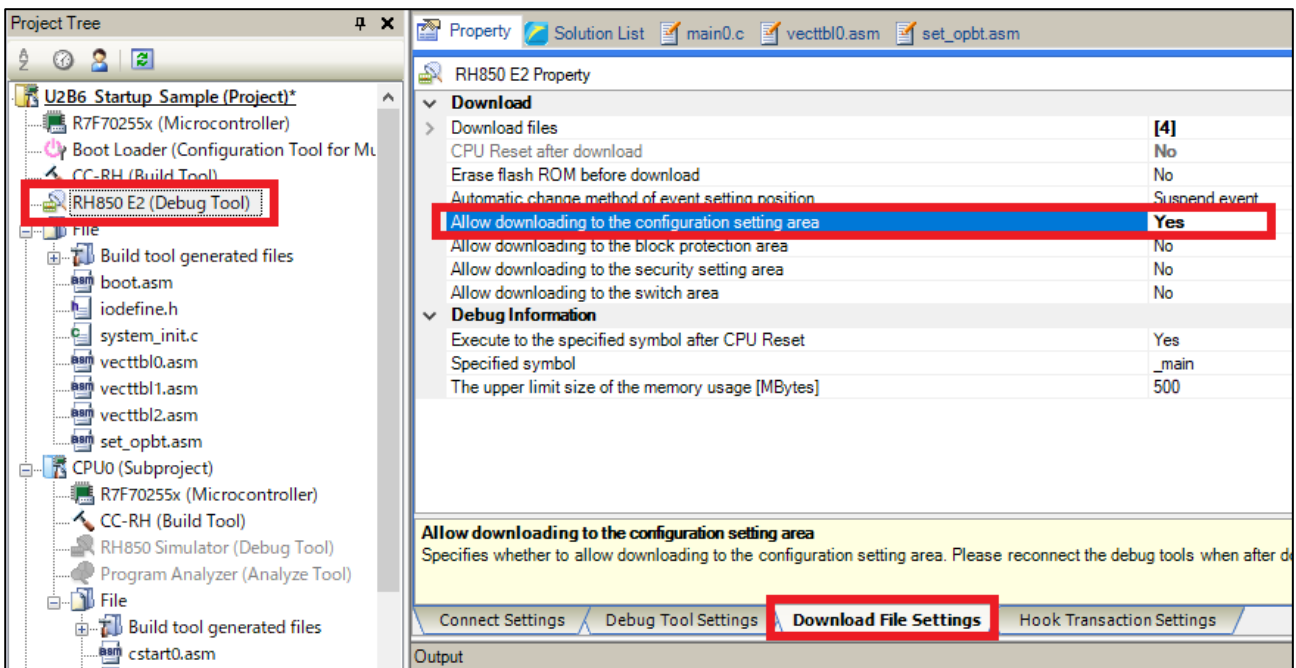 Project Tree
U2B6_Startup_Sample (Project)*
R7F70255x (Microcontroller)
Boot Loader (Configuration Tool for Mu
CC-RH (Build Tool)
RH850 E2 (Debug Tool)
File
Build tool generated files
boot.asm
iodefine.h
system_init.c
vecttbl0.asm
vecttbl1.asm
vecttbl2.asm
set_opbt.asm
CPU0 (Subproject)
R7F70255x (Microcontroller)
CC-RH (Build Tool)
RH850 Simulator (Debug Tool)
Program Analyzer (Analyze Tool)
File
Build tool generated files
cstart0.asm
Property Solution List main0.c vecttbl0.asm set_opbt.asm
RH850 E2 Property
Download
Download files [4]
CPU Reset after download No
Erase flash ROM before download No
Automatic change method of event setting position Suspend event
Allow downloading to the configuration setting area Yes
Allow downloading to the block protection area No
Allow downloading to the security setting area No
Allow downloading to the switch area No
Debug Information
Execute to the specified symbol after CPU Reset Yes
Specified symbol _main
The upper limit size of the memory usage [MBytes] 500
Allow downloading to the configuration setting area
Specifies whether to allow downloading to the configuration setting area. Please reconnect the debug tools when after d
Connect Settings Debug Tool Settings Download File Settings Hook Transaction Settings
Output